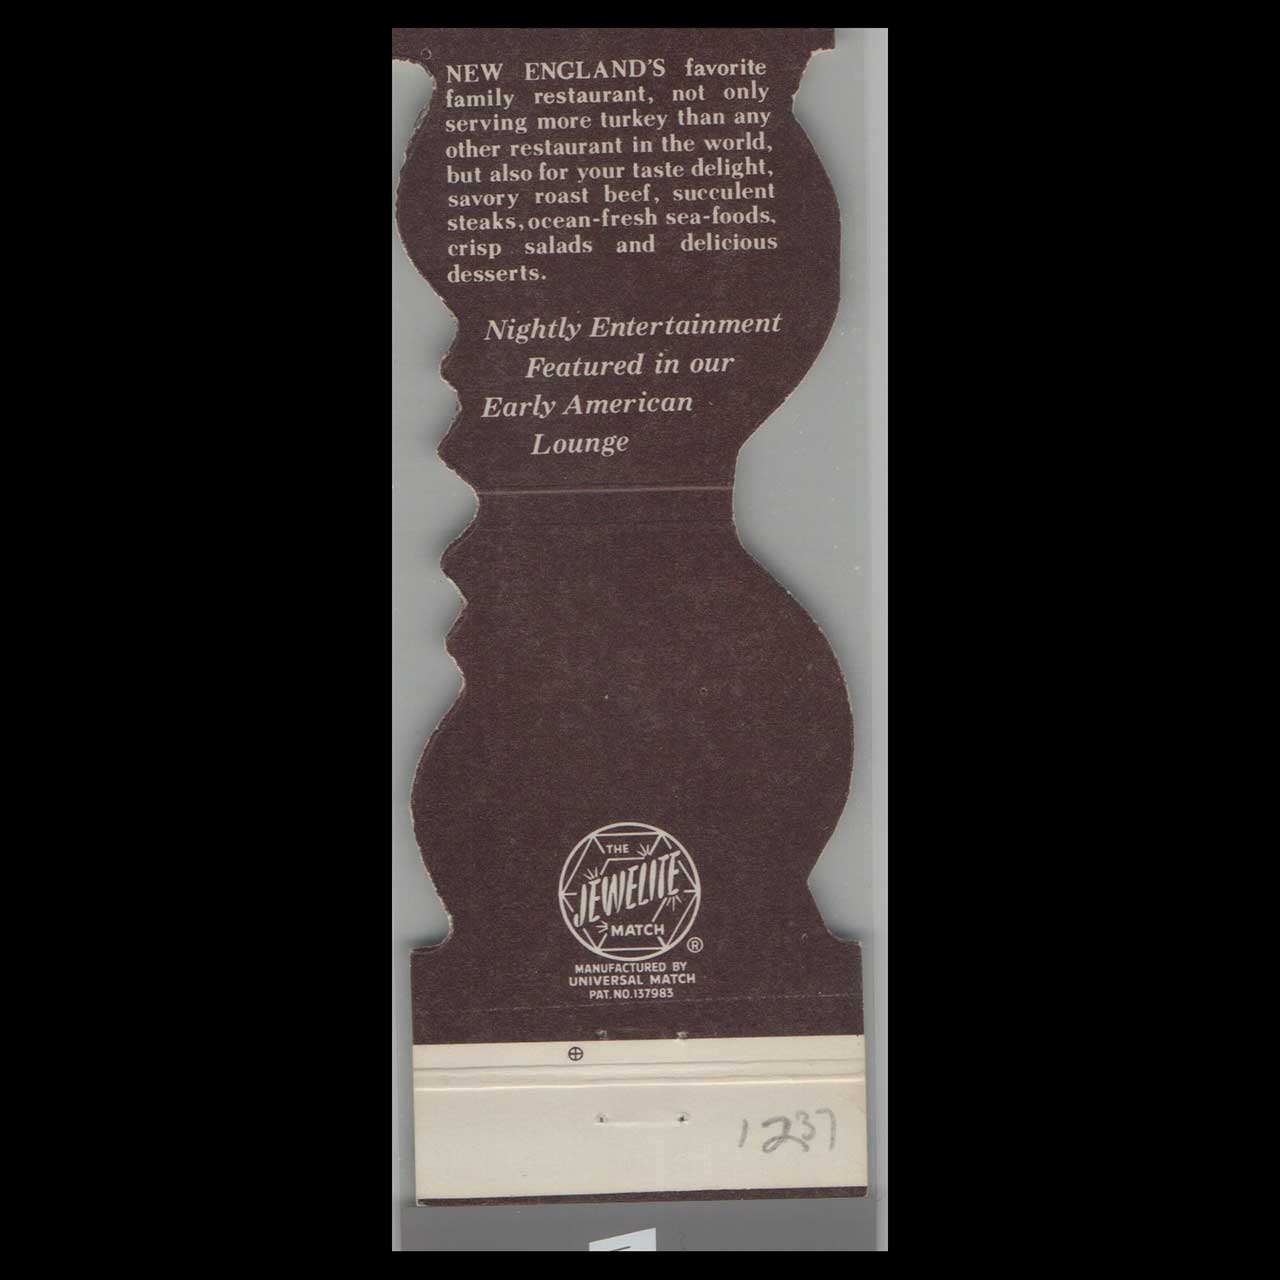 NEW ENGLAND'S favorite
family restaurant, not only
serving more turkey than any
other restaurant in the world,
but also for your taste delight,
savory roast beef, succulent
steaks, ocean-fresh sea-foods,
crisp salads and delicious
desserts.
Nightly Entertainment
Featured in our
Early American
Lounge
THE
JEWELITE
MATCH
®
MANUFACTURED BY
UNIVERSAL MATCH
PAT. NO. 137983
1237